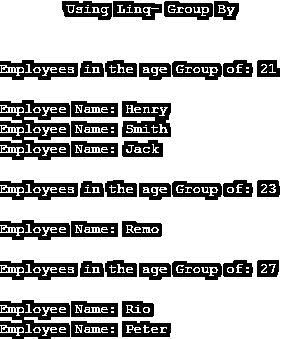 Using Linq- Group By
Employees in the age Group of: 21
Employee Name: Henry
Employee Name: Smith
Employee Name: Jack
Employees in the age Group of: 23
Employee Name: Remo
Employees in the age Group of: 27
Employee Name: Rio
Employee Name: Peter